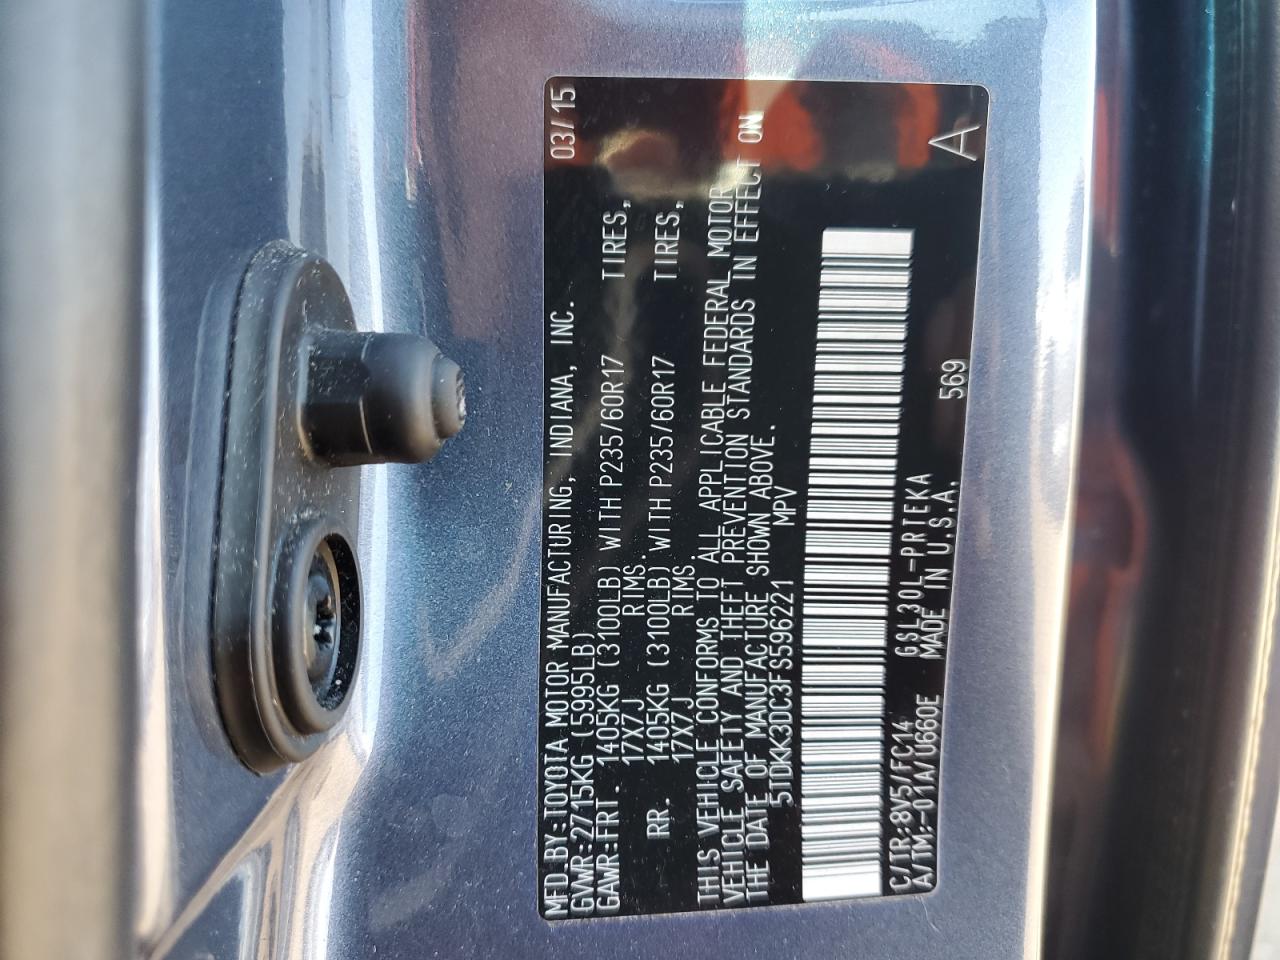 MFD.BY:TOYOTA MOTOR MANUFACTURING, INDIANA, INC. 03/15
GVWR:2715KG(5995LB)
GAWR:FRT. 1405KG (3100LB) WITH P235/60R17 TIRES,
17X7J RIMS.
RR. 1405KG (3100LB) WITH P235/60R17 TIRES,
17X7J RIMS.
THIS VEHICLE CONFORMS TO ALL APPLICABLE FEDERAL MOTOR
VEHICLE SAFETY AND THEFT PREVENTION STANDARDS IN EFFECT ON
THE DATE OF MANUFACTURE SHOWN ABOVE.
5TDKK3DC3FS596221 MPV
C/TR:8V5/FC14 GSL30L-PRTEKA
A/TM:-01A/U660E MADE IN U.S.A. 569 A